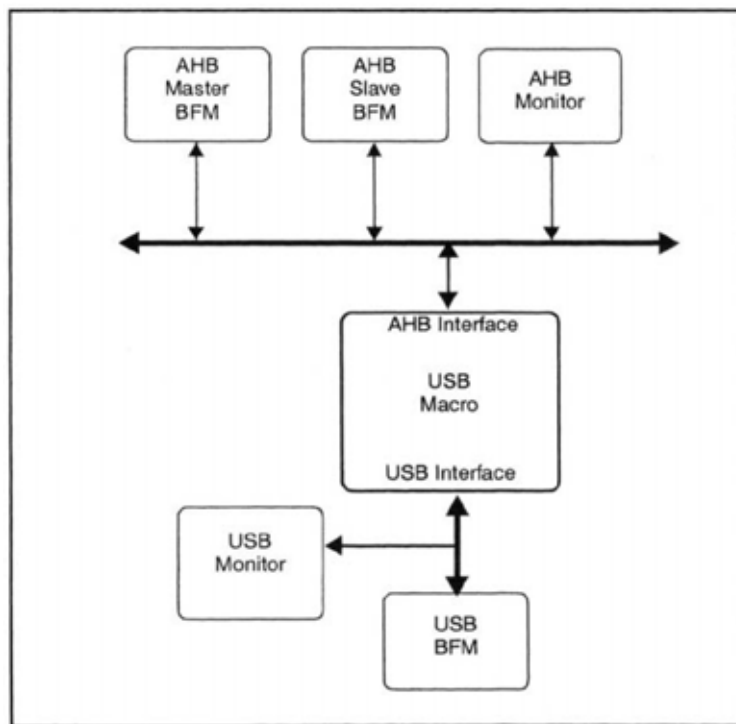 AHB
Master
BFM
AHB
Slave
BFM
AHB
Monitor
AHB Interface
USB
Macro
USB Interface
USB
Monitor
USB
BFM